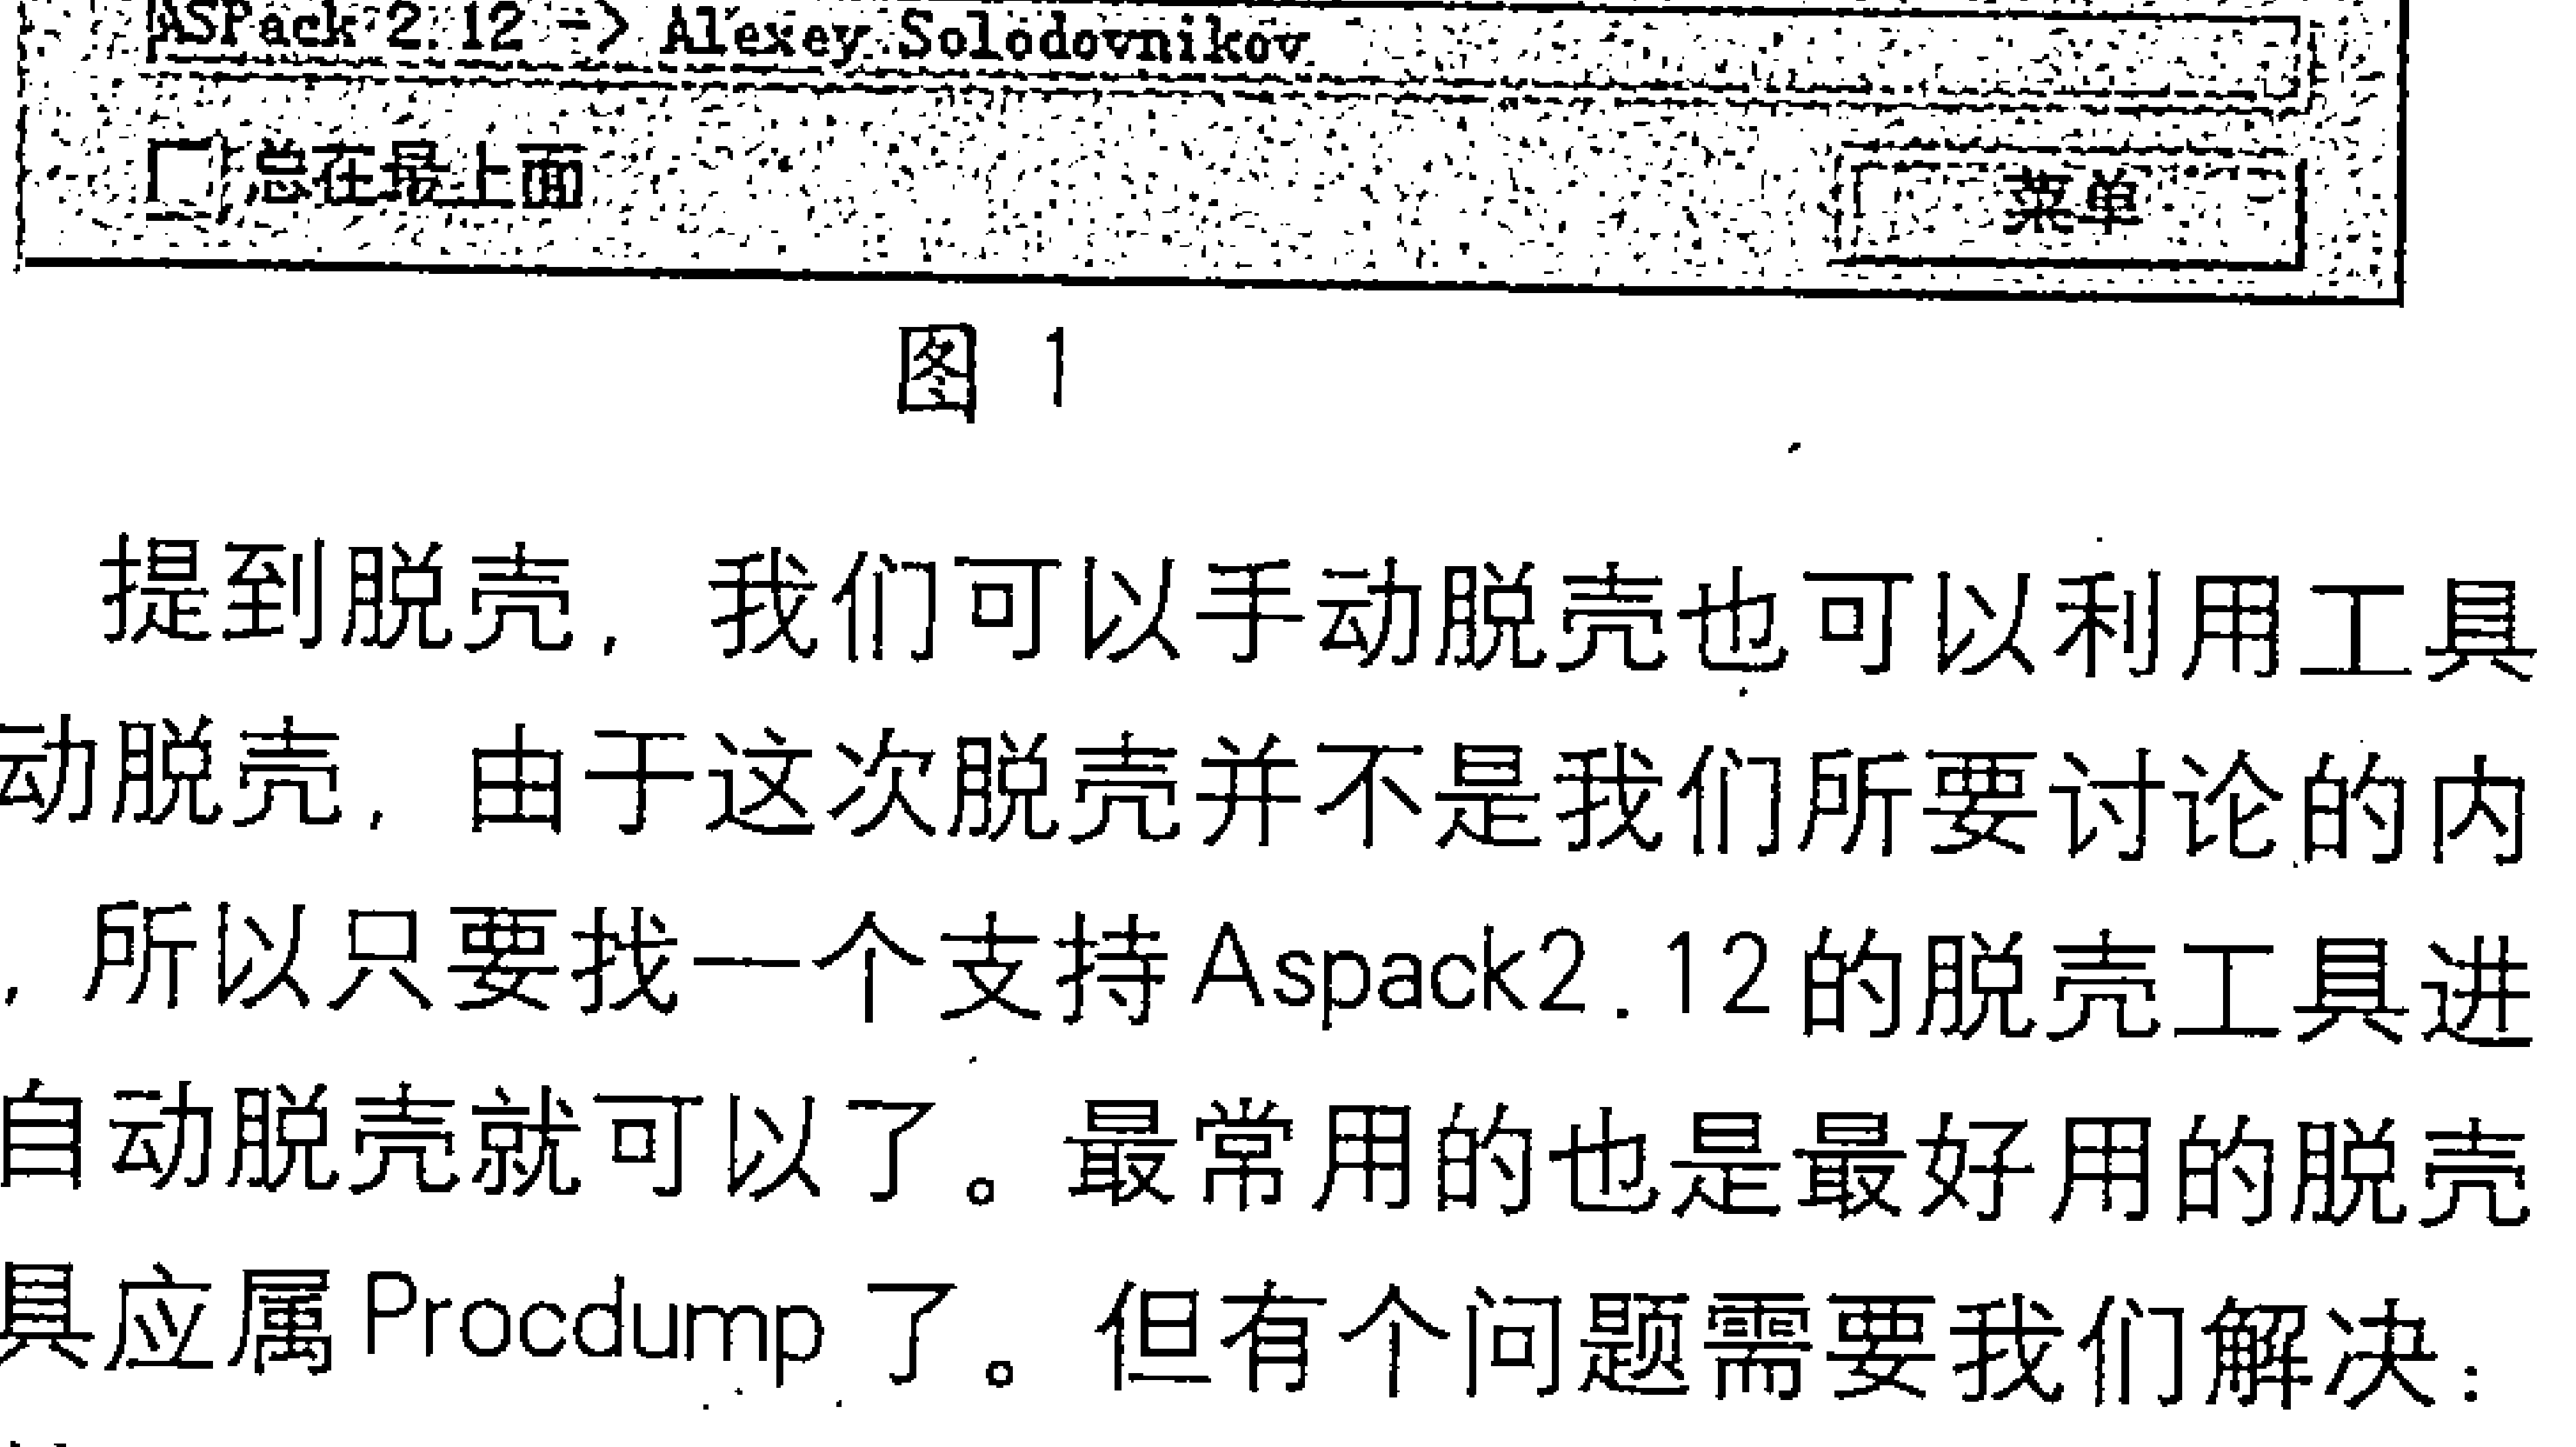 ASPack 2.12 -> Alexey Solodovnikov
总在最上面
菜单
图 1
提到脱壳，我们可以手动脱壳也可以利用工具
动脱壳，由于这次脱壳并不是我们所要讨论的内
，所以只要找一个支持Aspack2.12的脱壳工具进
自动脱壳就可以了。最常用的也是最好用的脱壳
具应属Procdump了。但有个问题需要我们解决：